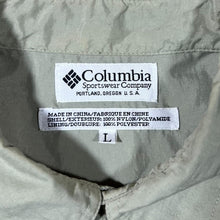 Columbia
Sportswear Company
PORTLAND, OREGON U.S.A.
MADE IN CHINA/FABRIQUE EN CHINE
SHELL/EXTERIEUR: 100% NYLON/POLYAMIDE
LINING/DOUBLURE: 100% POLYESTER
L